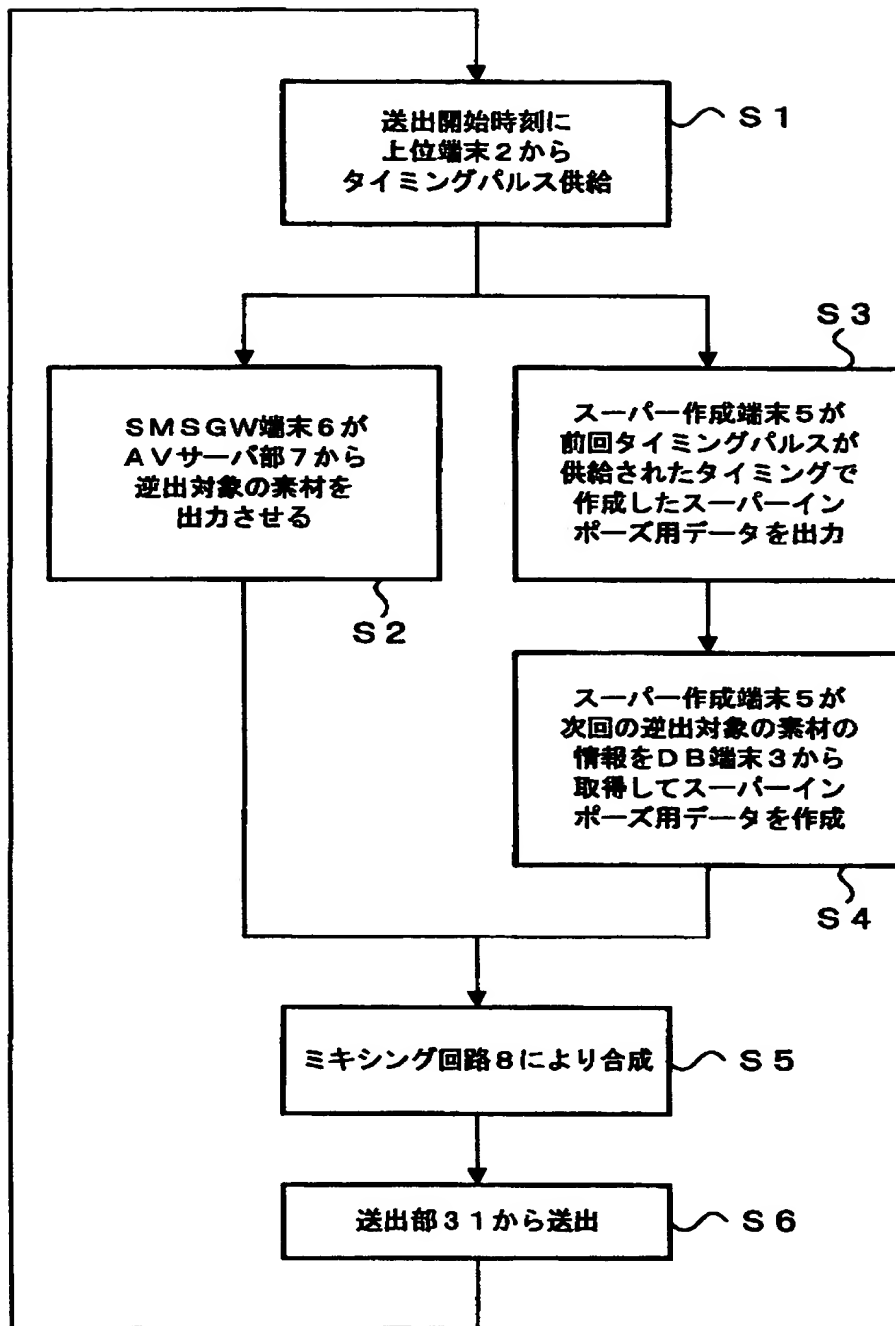 送出開始時刻に
上位端末2から
タイミングパルス供給
S1
SMSGW端末6が
AVサーバ部7から
逆出対象の素材を
出力させる
S2
S3
スーパー作成端末5が
前回タイミングパルスが
供給されたタイミングで
作成したスーパーイン
ポーズ用データを出力
スーパー作成端末5が
次回の逆出対象の素材の
情報をDB端末3から
取得してスーパーイン
ポーズ用データを作成
S4
ミキシング回路8により合成
S5
送出部31から送出
S6